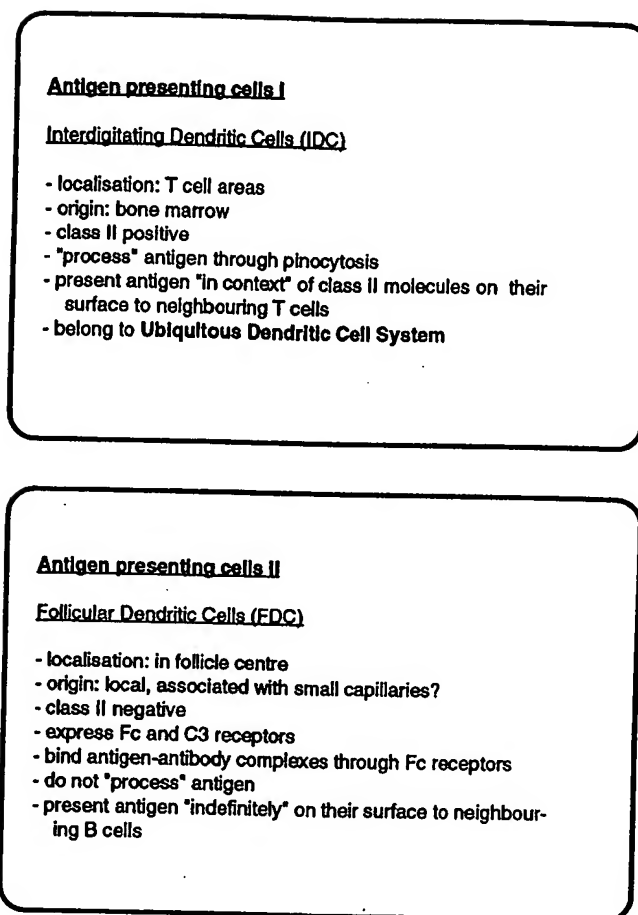 Antigen presenting cells I
Interdigitating Dendritic Cells (IDC)
- localisation: T cell areas
- origin: bone marrow
- class II positive
- "process" antigen through pinocytosis
- present antigen "in context" of class II molecules on their
surface to neighbouring T cells
- belong to Ubiquitous Dendritic Cell System
Antigen presenting cells II
Follicular Dendritic Cells (FDC)
- localisation: in follicle centre
- origin: local, associated with small capillaries?
- class II negative
- express Fc and C3 receptors
- bind antigen-antibody complexes through Fc receptors
- do not "process" antigen
- present antigen "indefinitely" on their surface to neighbour-
ing B cells